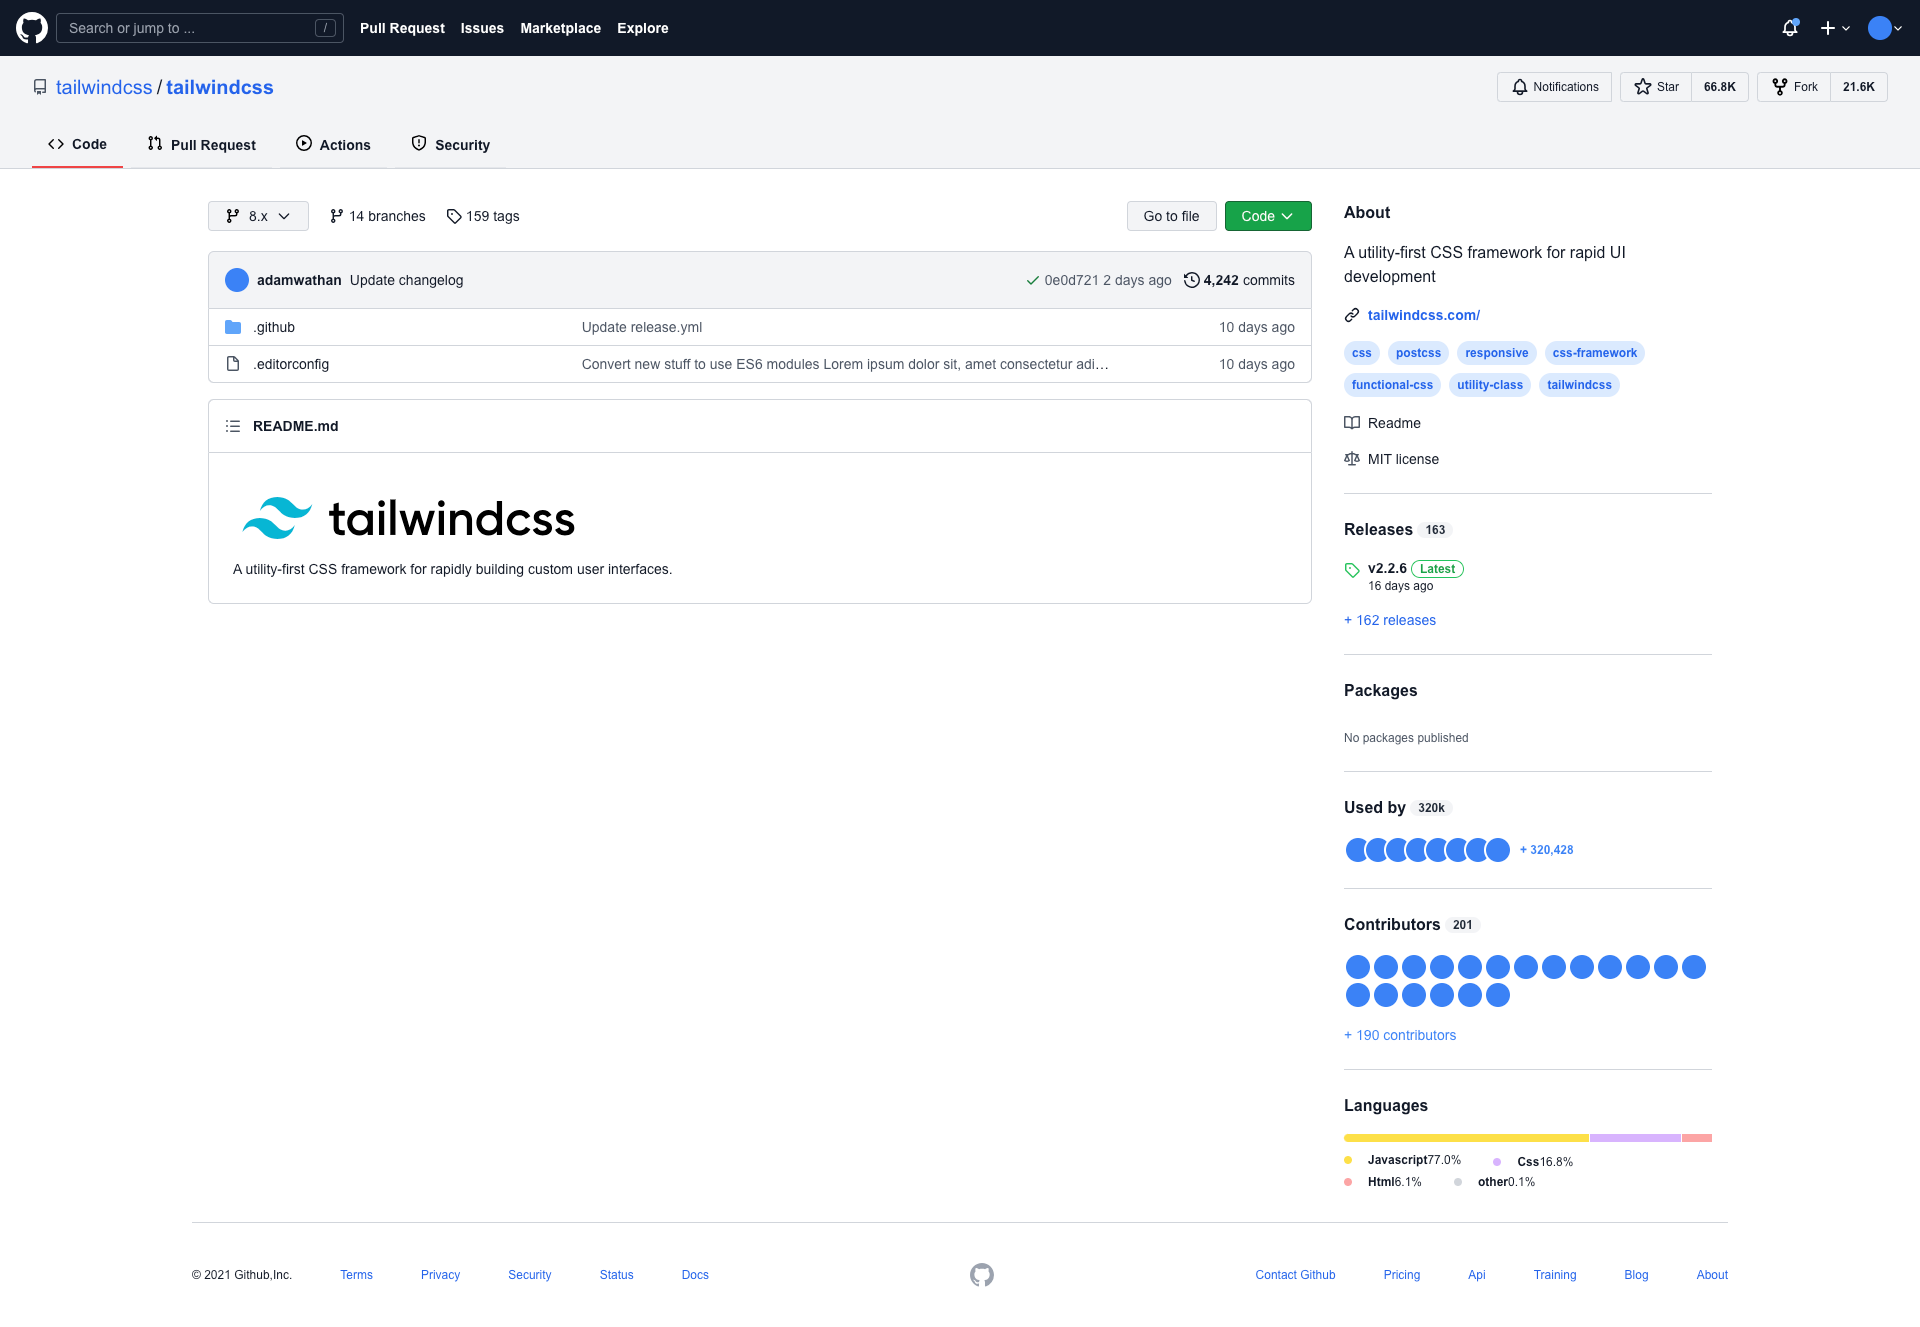 Search or jump to ... /
Pull Request Issues Marketplace Explore
tailwindcss / tailwindcss
Notifications Star 66.8K Fork 21.6K
Code Pull Request Actions Security
8.x 14 branches 159 tags Go to file Code
adamwathan Update changelog 0e0d721 2 days ago 4,242 commits
.github Update release.yml 10 days ago
.editorconfig Convert new stuff to use ES6 modules Lorem ipsum dolor sit, amet consectetur adi…
10 days ago
README.md
tailwindcss
A utility-first CSS framework for rapidly building custom user interfaces.
About
A utility-first CSS framework for rapid UI
development
tailwindcss.com/
css postcss responsive css-framework
functional-css utility-class tailwindcss
Readme
MIT license
Releases 163
v2.2.6 Latest
16 days ago
+ 162 releases
Packages
No packages published
Used by 320k
+ 320,428
Contributors 201
+ 190 contributors
Languages
Javascript77.0% Css16.8%
Html6.1% other0.1%
© 2021 Github,Inc. Terms Privacy Security Status Docs Contact Github Pricing Api Training Blog About